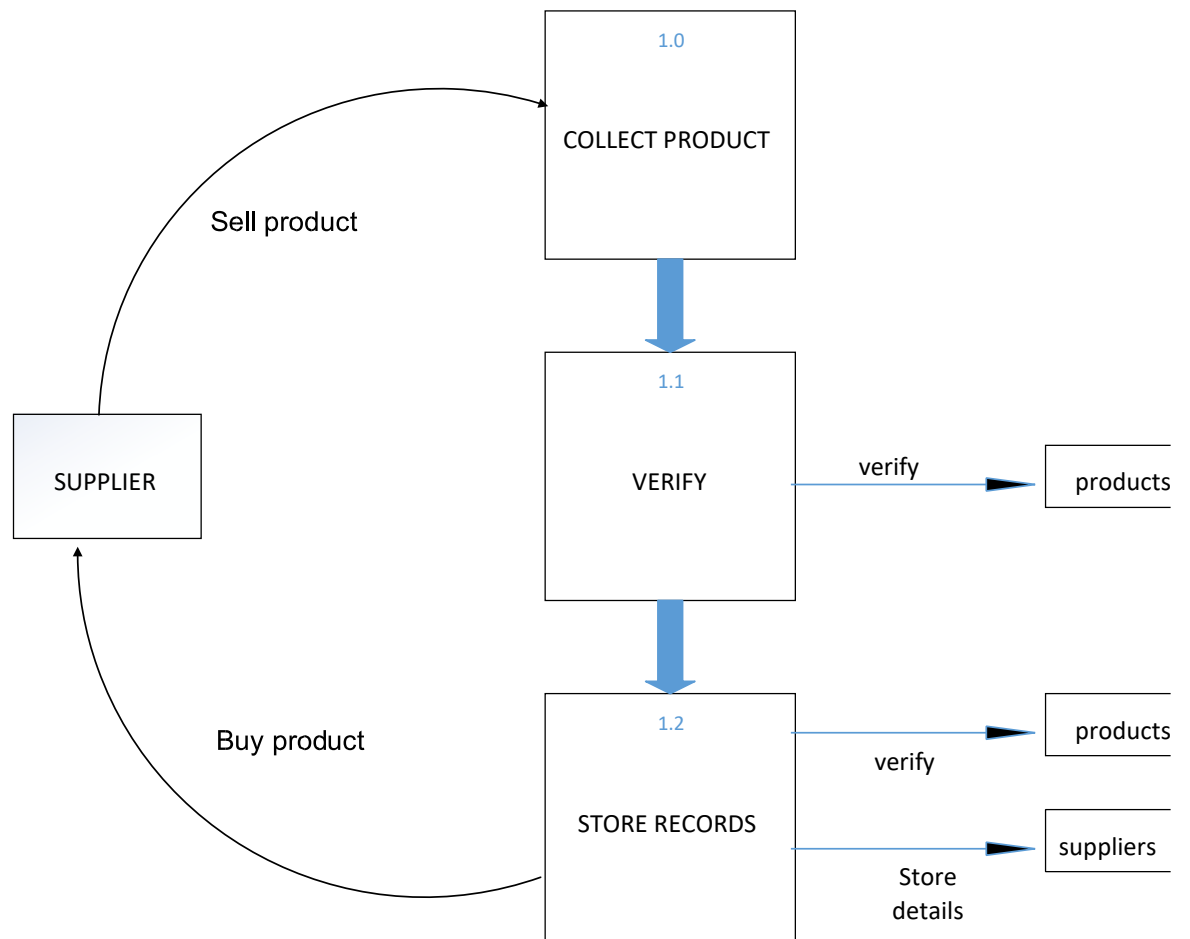 1.0
COLLECT PRODUCT
Sell product
1.1
SUPPLIER
VERIFY
verify
products
1.2
Buy product
products
verify
STORE RECORDS
suppliers
Store
details